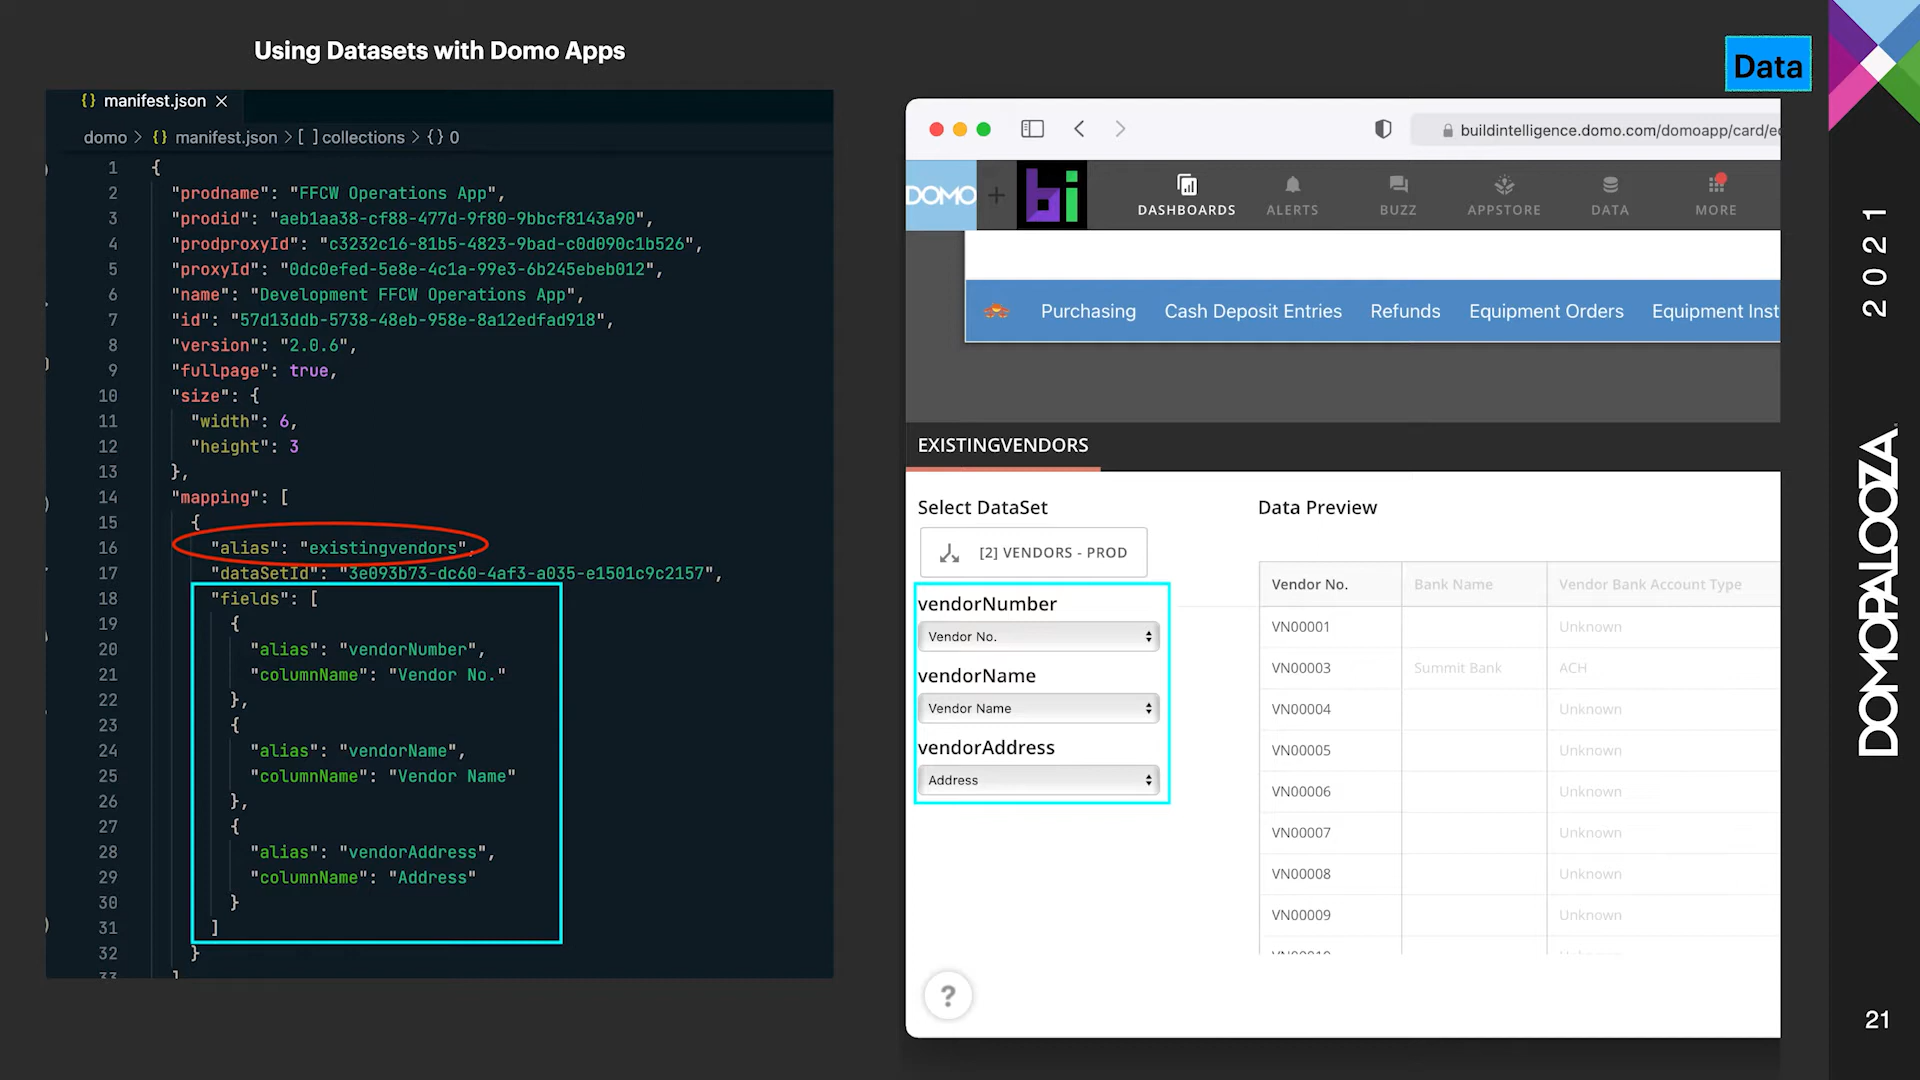 Using Datasets with Domo Apps
Data
{} manifest.json ×
domo > {} manifest.json > [ ] collections > {} 0
1 {
2 "prodname": "FFCW Operations App",
3 "prodid": "aeb1aa38-cf88-477d-9f80-9bbcf8143a90",
4 "prodproxyId": "c3232c16-81b5-4823-9bad-c0d090c1b526",
5 "proxyId": "0dc0efed-5e8e-4c1a-99e3-6b245ebeb012",
6 "name": "Development FFCW Operations App",
7 "id": "57d13ddb-5738-48eb-958e-8a12edfad918",
8 "version": "2.0.6",
9 "fullpage": true,
10 "size": {
11 "width": 6,
12 "height": 3
13 },
14 "mapping": [
15 {
16 "alias": "existingvendors",
17 "dataSetId": "3e093b73-dc60-4af3-a035-e1501c9c2157",
18 "fields": [
19 {
20 "alias": "vendorNumber",
21 "columnName": "Vendor No."
22 },
23 {
24 "alias": "vendorName",
25 "columnName": "Vendor Name"
26 },
27 {
28 "alias": "vendorAddress",
29 "columnName": "Address"
30 }
31 ]
32 }
33 ]
buildintelligence.domo.com/domoapp/card/e
DOMO + bi DASHBOARDS ALERTS BUZZ APPSTORE DATA MORE
Purchasing Cash Deposit Entries Refunds Equipment Orders Equipment Inst
EXISTINGVENDORS
Select DataSet
[2] VENDORS - PROD
vendorNumber
Vendor No.
vendorName
Vendor Name
vendorAddress
Address
Data Preview
Vendor No. Bank Name Vendor Bank Account Type
VN00001 Unknown
VN00003 Summit Bank ACH
VN00004 Unknown
VN00005 Unknown
VN00006 Unknown
VN00007 Unknown
VN00008 Unknown
VN00009 Unknown
?
2021
DOMOPALOOZA
21